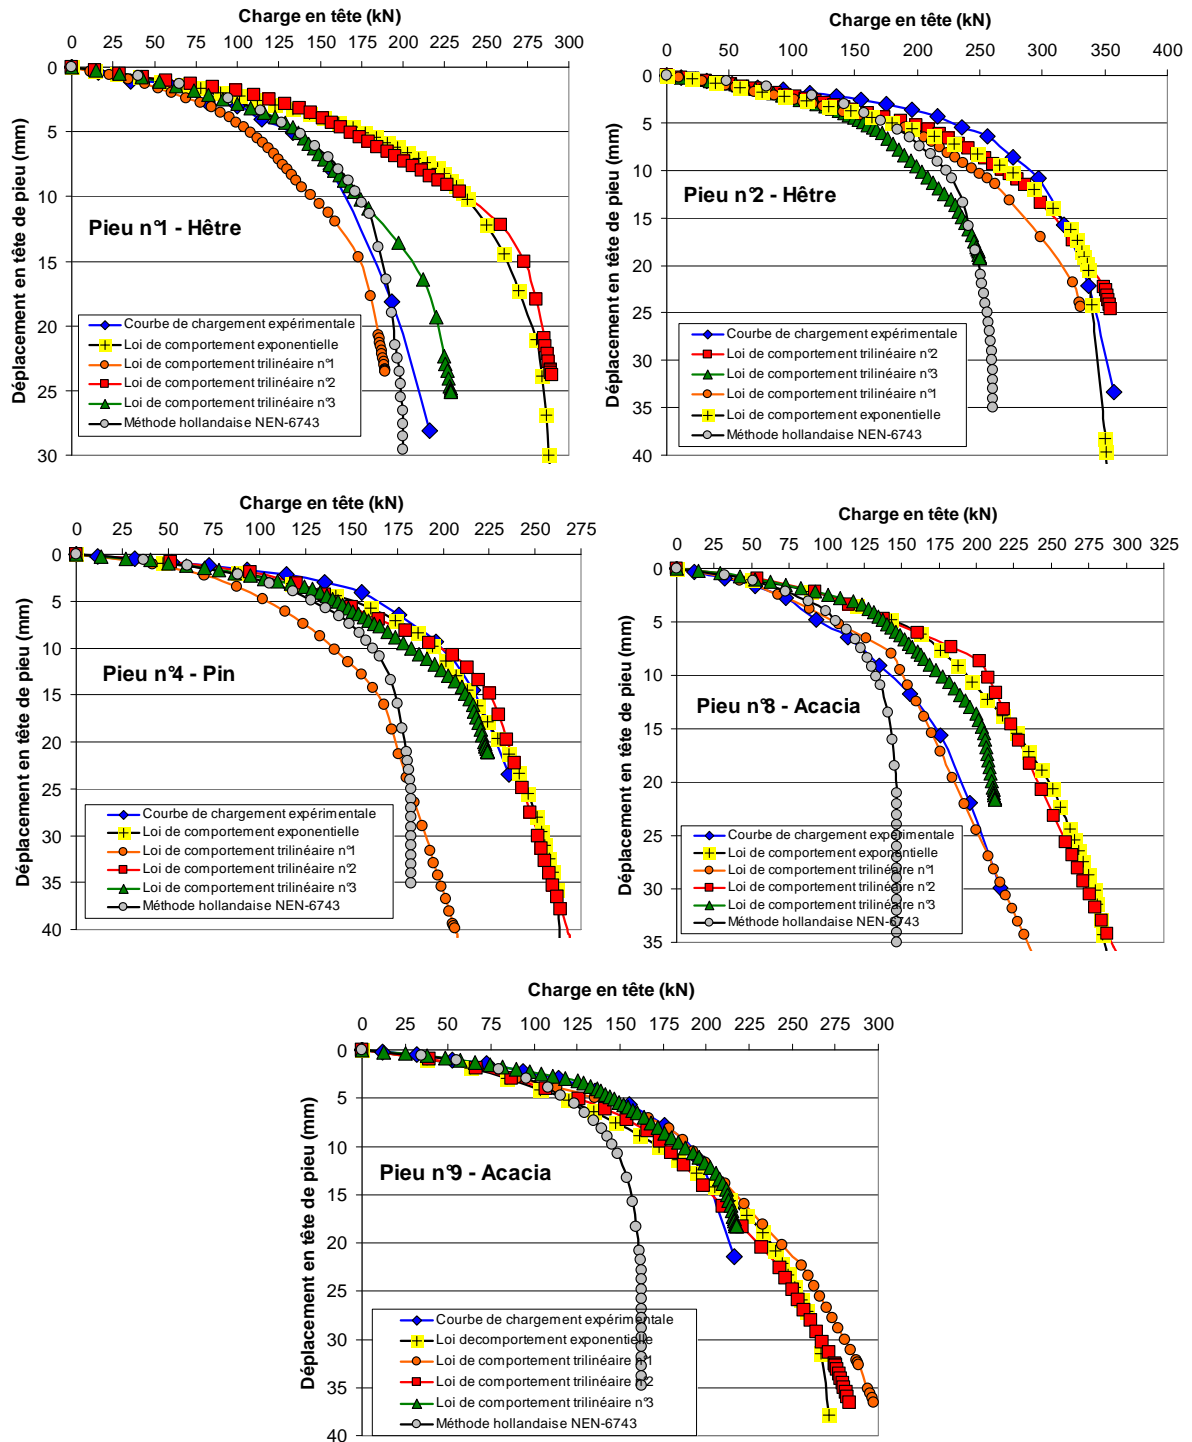 Charge en tête (kN)
0 25 50 75 100 125 150 175 200 225 250 275 300
Déplacement en tête de pieu (mm)
0
5
10
15
20
25
30
Pieu n°1 - Hêtre
Courbe de chargement expérimentale
Loi de comportement exponentielle
Loi de comportement trilinéaire n°1
Loi de comportement trilinéaire n°2
Loi de comportement trilinéaire n°3
Méthode hollandaise NEN-6743
Charge en tête (kN)
0 50 100 150 200 250 300 350 400
Déplacement en tête de pieu (mm)
0
5
10
15
20
25
30
35
40
Pieu n°2 - Hêtre
Courbe de chargement expérimentale
Loi de comportement trilinéaire n°2
Loi de comportement trilinéaire n°3
Loi de comportement trilinéaire n°1
Loi de comportement exponentielle
Méthode hollandaise NEN-6743
Charge en tête (kN)
0 25 50 75 100 125 150 175 200 225 250 275
Déplacement en tête de pieu (mm)
0
5
10
15
20
25
30
35
40
Pieu n°4 - Pin
Courbe de chargement expérimentale
Loi de comportement exponentielle
Loi de comportement trilinéaire n°1
Loi de comportement trilinéaire n°2
Loi de comportement trilinéaire n°3
Méthode hollandaise NEN-6743
Charge en tête (kN)
0 25 50 75 100 125 150 175 200 225 250 275 300 325
Déplacement en tête de pieu (mm)
0
5
10
15
20
25
30
35
Pieu n°8 - Acacia
Courbe de chargement expérimentale
Loi de comportement exponentielle
Loi de comportement trilinéaire n°1
Loi de comportement trilinéaire n°2
Loi de comportement trilinéaire n°3
Méthode hollandaise NEN-6743
Charge en tête (kN)
0 25 50 75 100 125 150 175 200 225 250 275 300
Déplacement en tête de pieu (mm)
0
5
10
15
20
25
30
35
40
Pieu n°9 - Acacia
Courbe de chargement expérimentale
Loi decomportement exponentielle
Loi de comportement trilinéaire n°1
Loi de comportement trilinéaire n°2
Loi de comportement trilinéaire n°3
Méthode hollandaise NEN-6743